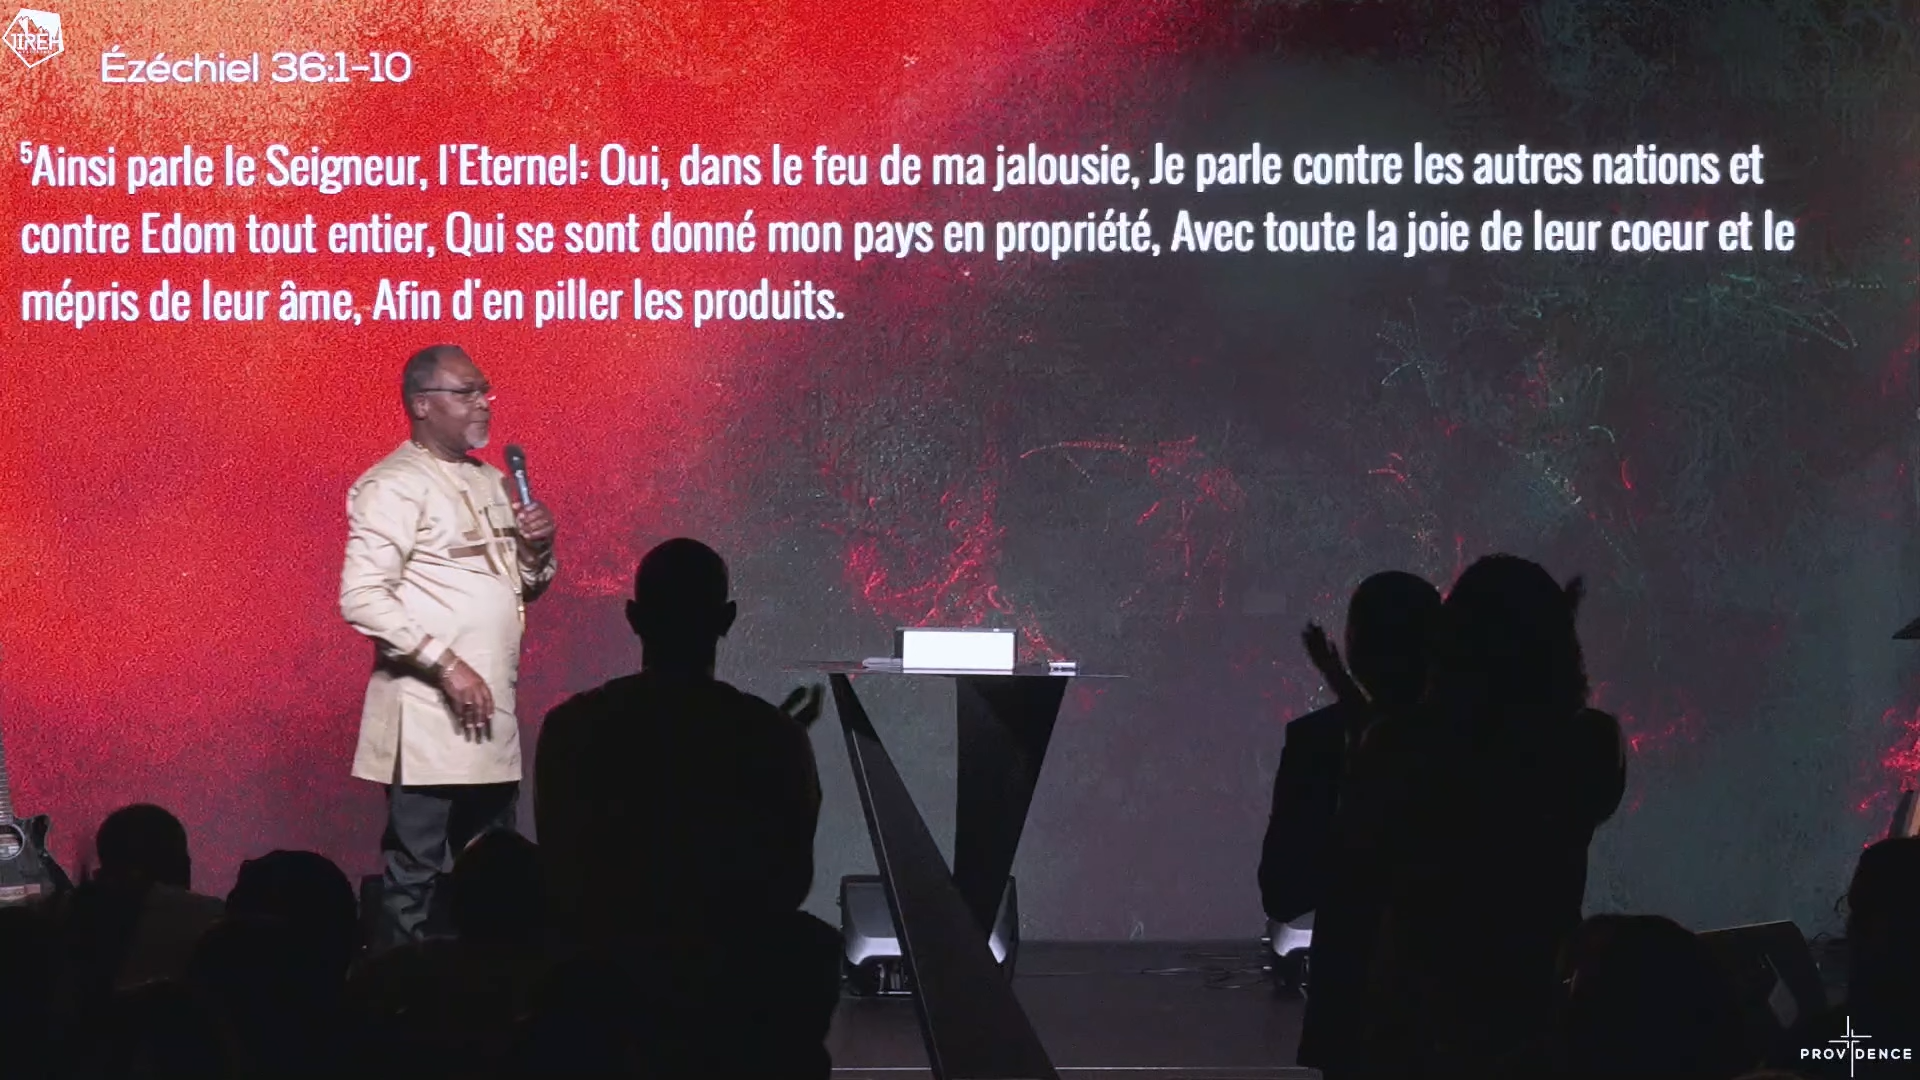 JIREH
Ézéchiel 36:1-10
⁵Ainsi parle le Seigneur, l'Eternel: Oui, dans le feu de ma jalousie, Je parle contre les autres nations et
contre Edom tout entier, Qui se sont donné mon pays en propriété, Avec toute la joie de leur coeur et le
mépris de leur âme, Afin d'en piller les produits.
PROVIDENCE